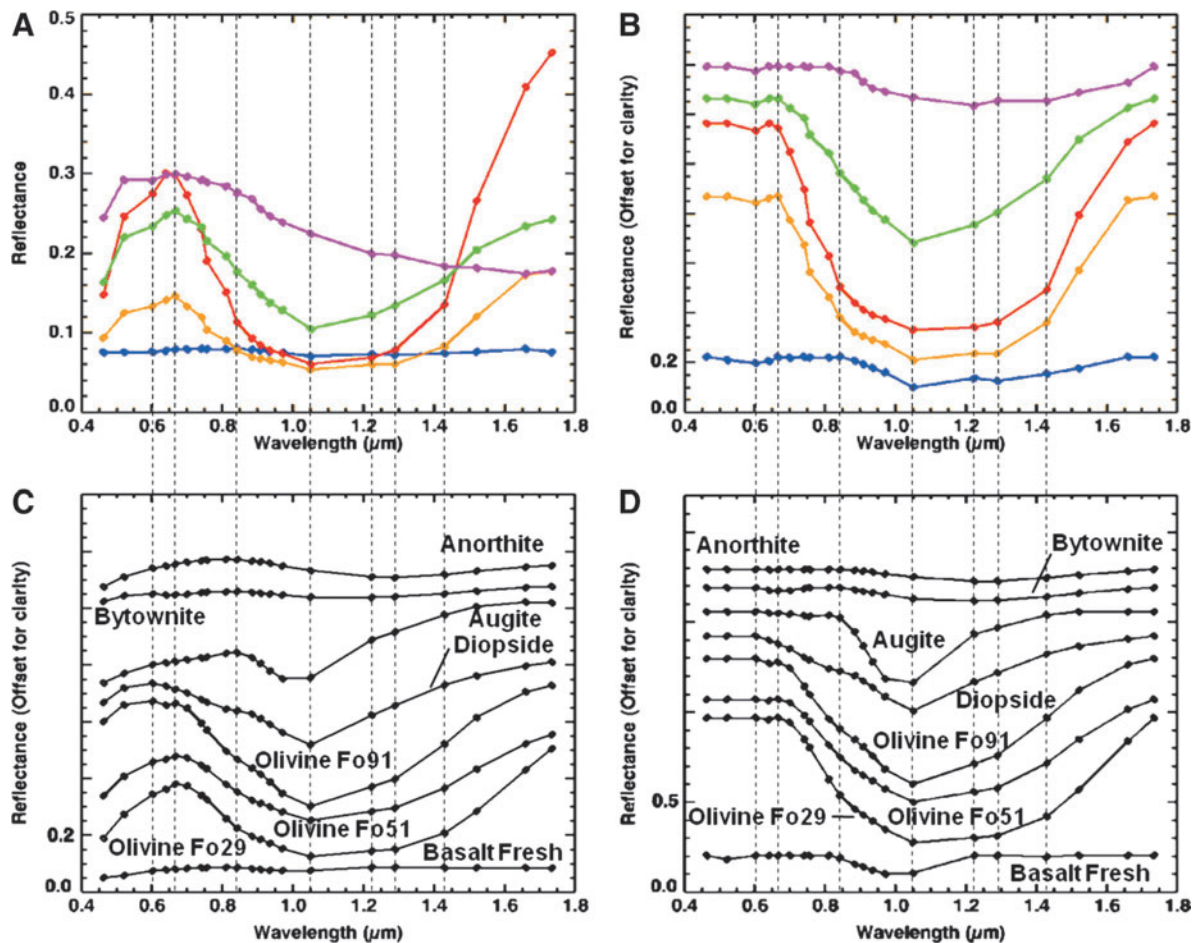 A
0.5
0.4
0.3
0.2
0.1
0.0
Reflectance
0.4 0.6 0.8 1.0 1.2 1.4 1.6 1.8
Wavelength (µm)
B
Reflectance (Offset for clarity)
0.2
0.0
0.4 0.6 0.8 1.0 1.2 1.4 1.6 1.8
Wavelength (µm)
C
Reflectance (Offset for clarity)
Anorthite
Bytownite
Augite
Diopside
Olivine Fo91
Olivine Fo51
Olivine Fo29
Basalt Fresh
0.2
0.0
0.4 0.6 0.8 1.0 1.2 1.4 1.6 1.8
Wavelength (µm)
D
Reflectance (Offset for clarity)
Anorthite
Bytownite
Augite
Diopside
Olivine Fo91
Olivine Fo29
Olivine Fo51
Basalt Fresh
0.5
0.0
0.4 0.6 0.8 1.0 1.2 1.4 1.6 1.8
Wavelength (µm)